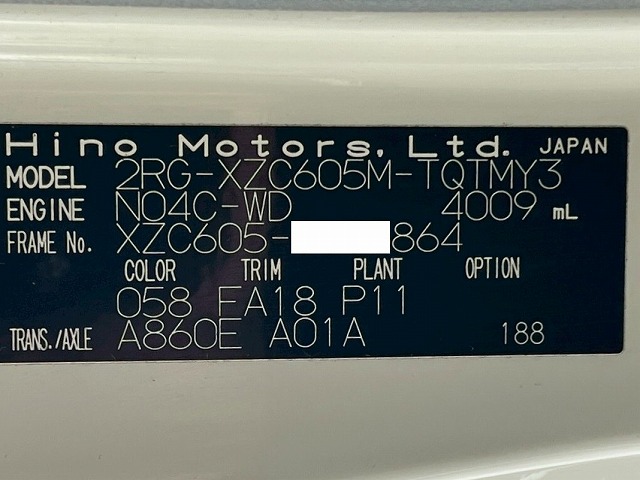 Hino Motors, Ltd. JAPAN
MODEL 2RG-XZC605M-TQTMY3
ENGINE N04C-WD 4009 mL
FRAME No. XZC605- 864
COLOR TRIM PLANT OPTION
058 FA18 P11
TRANS./AXLE A860E A01A 188